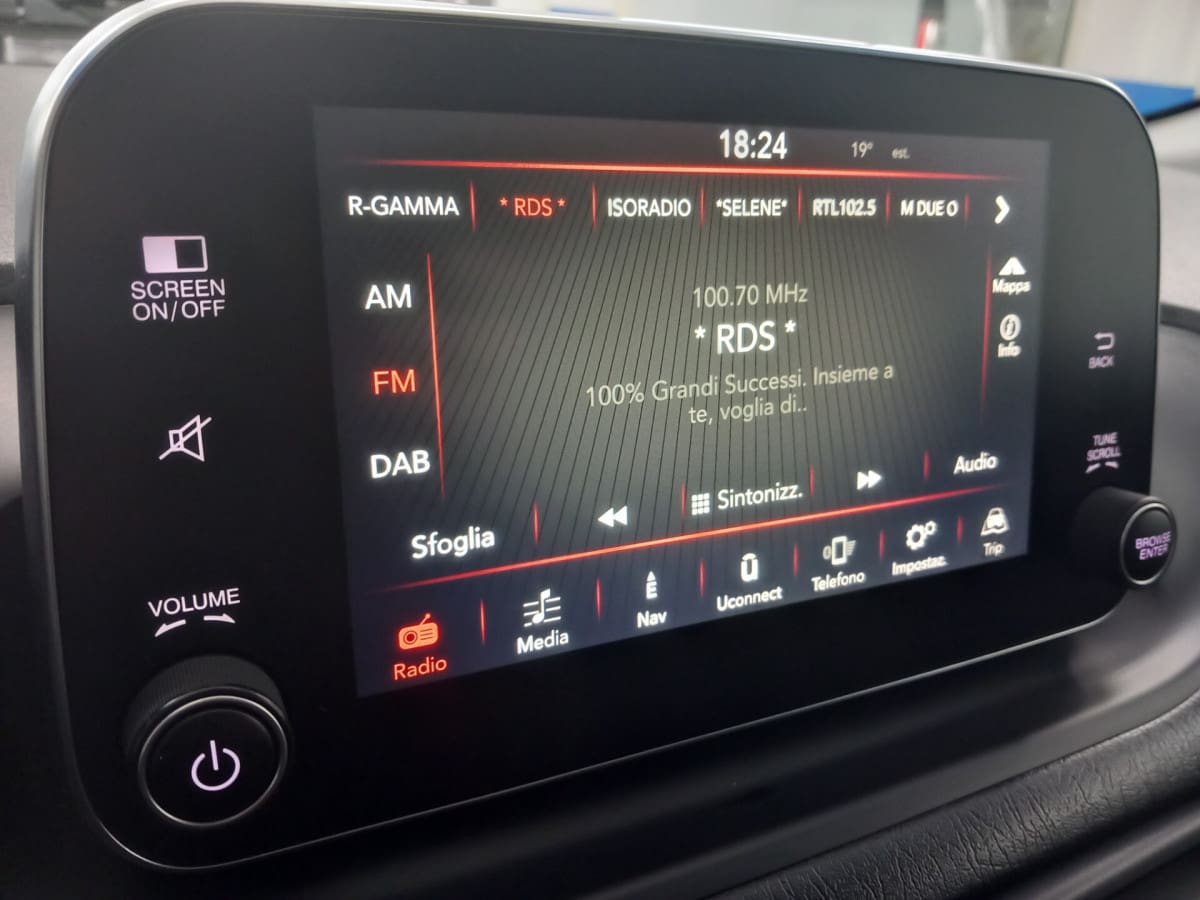 18:24 19° est.
R-GAMMA * RDS * ISORADIO *SELENE* RTL102.5 M DUE O
SCREEN
ON/OFF
AM
FM
DAB
100.70 MHz
* RDS *
100% Grandi Successi. Insieme a
te, voglia di..
Mappa
Info
BACK
TUNE
SCROLL
Sfoglia
Sintonizz.
Audio
BROWSE
ENTER
VOLUME
Radio
Media
Nav
E
Uconnect
Telefono
Impostaz.
Trip